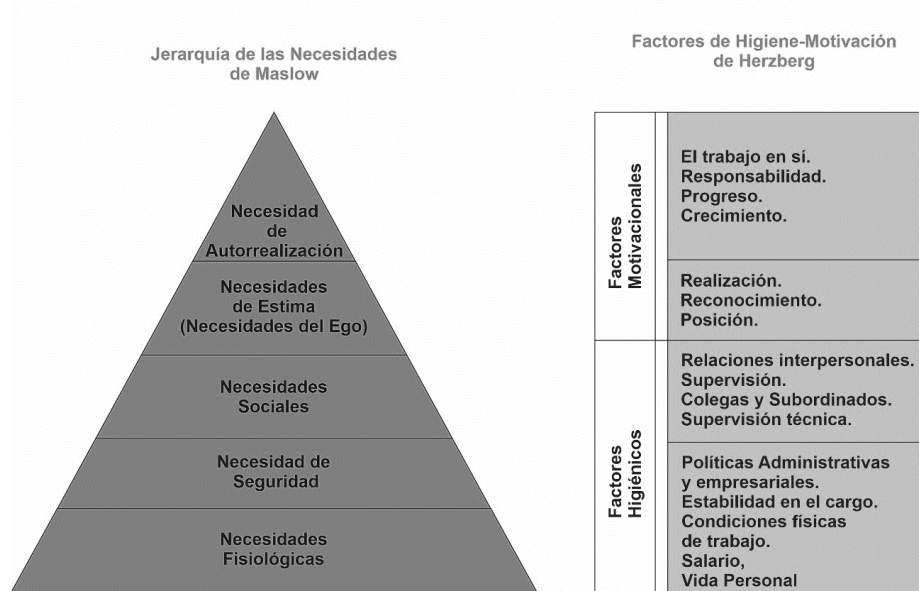 Jerarquía de las Necesidades
de Maslow
Necesidad
de
Autorrealización
Necesidades
de Estima
(Necesidades del Ego)
Necesidades
Sociales
Necesidad de
Seguridad
Necesidades
Fisiológicas
Factores de Higiene-Motivación
de Herzberg
Factores
Motivacionales
El trabajo en sí.
Responsabilidad.
Progreso.
Crecimiento.
Realización.
Reconocimiento.
Posición.
Factores
Higiénicos
Relaciones interpersonales.
Supervisión.
Colegas y Subordinados.
Supervisión técnica.
Políticas Administrativas
y empresariales.
Estabilidad en el cargo.
Condiciones físicas
de trabajo.
Salario,
Vida Personal